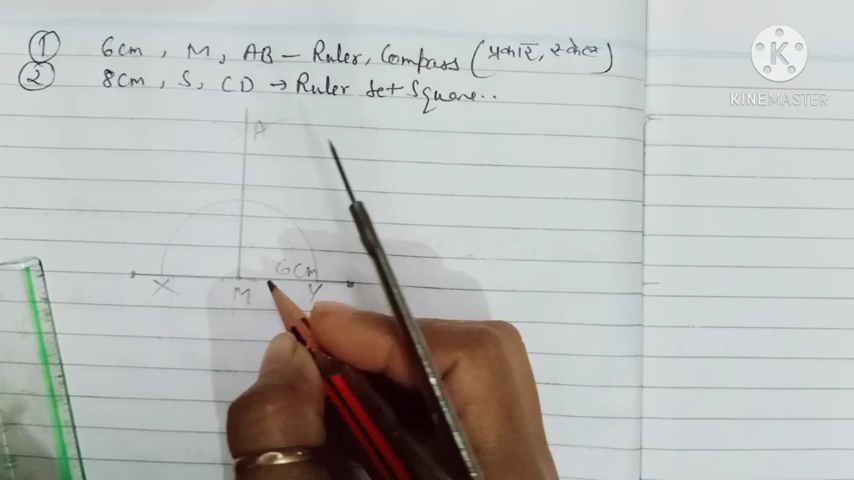 ① 6cm, M, AB – Ruler, Compass (प्रकार, स्केल)
② 8cm, S, CD → Ruler Set Square..
K
KINEMASTER
A
6cm
X M Y